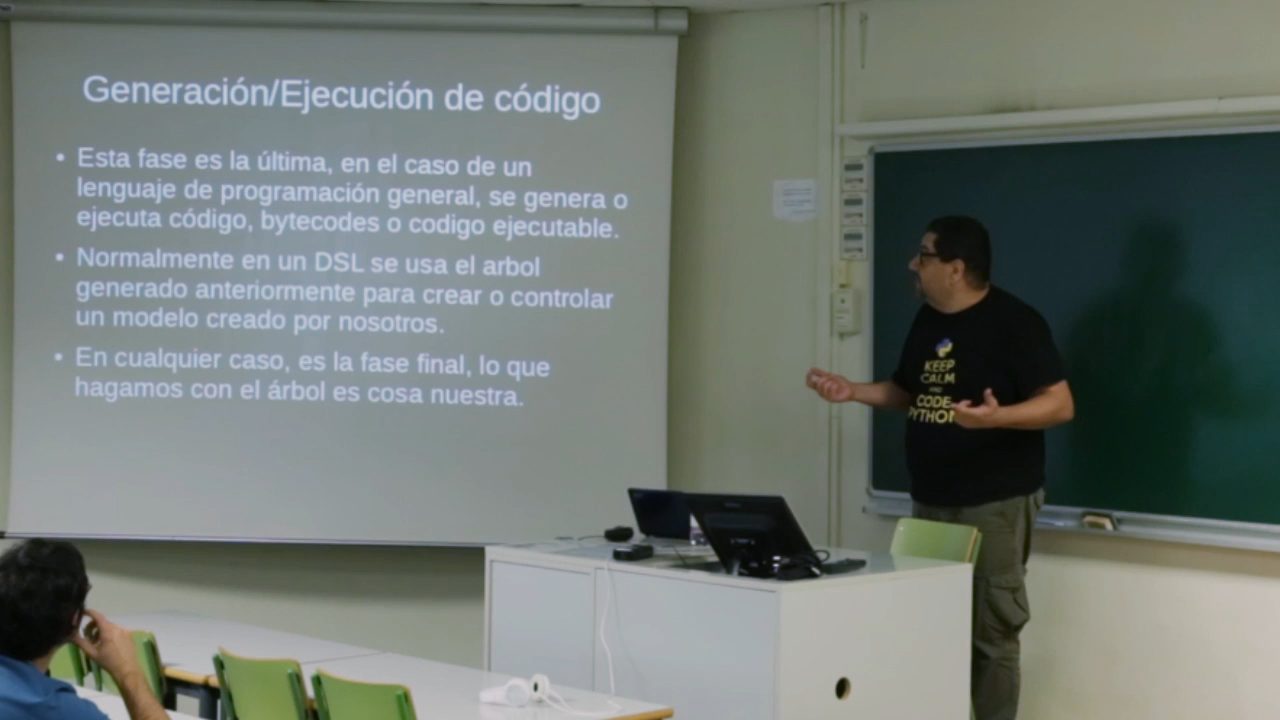 Generación/Ejecución de código
• Esta fase es la última, en el caso de un
lenguaje de programación general, se genera o
ejecuta código, bytecodes o codigo ejecutable.
• Normalmente en un DSL se usa el arbol
generado anteriormente para crear o controlar
un modelo creado por nosotros.
• En cualquier caso, es la fase final, lo que
hagamos con el árbol es cosa nuestra.
KEEP
CALM
CODE
PYTHON